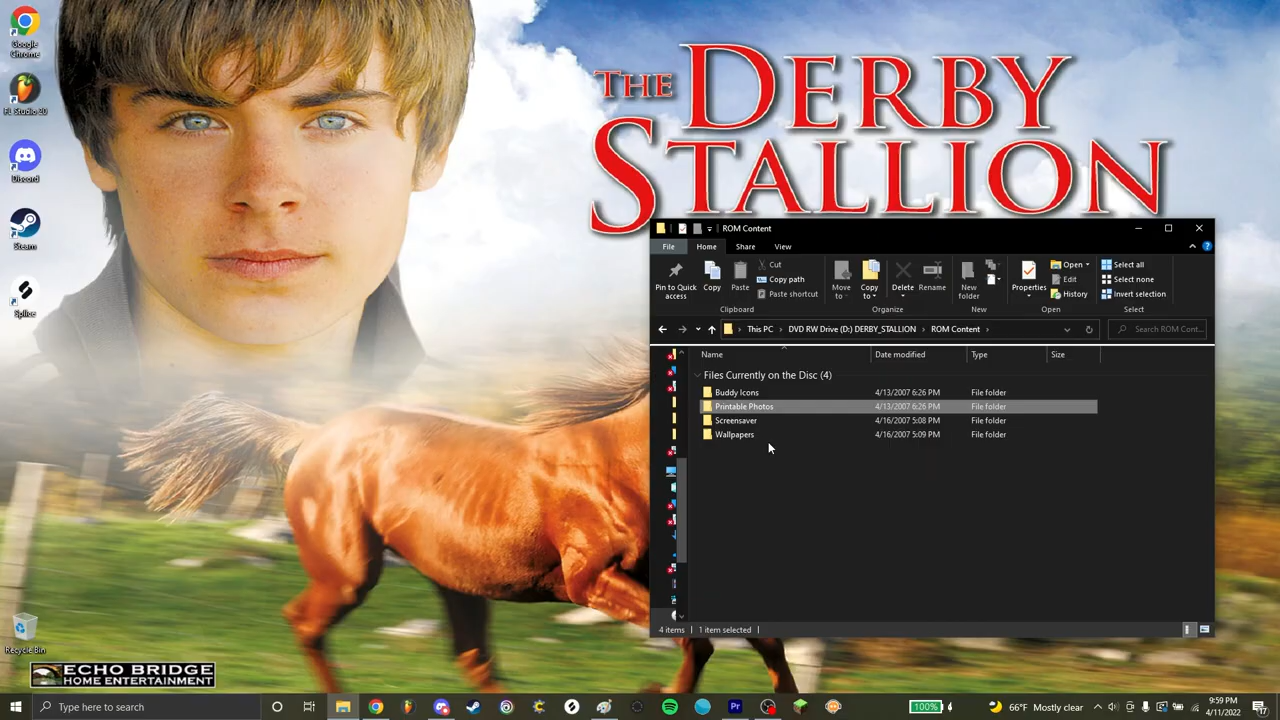 Google
Chrome
FL Studio 20
Discord
Steam
Splice
Recycle Bin
THE DERBY
STALLION
ECHO BRIDGE
HOME ENTERTAINMENT
ROM Content
File
Home
Share
View
Pin to Quick
access
Copy
Paste
Cut
Copy path
Paste shortcut
Clipboard
Move
to
Copy
to
Delete
Rename
Organize
New
folder
New
Properties
Open
Edit
History
Open
Select all
Select none
Invert selection
Select
This PC > DVD RW Drive (D:) DERBY_STALLION > ROM Content >
Search ROM Cont...
Name Date modified Type Size
Files Currently on the Disc (4)
Buddy Icons 4/13/2007 6:26 PM File folder
Printable Photos 4/13/2007 6:26 PM File folder
Screensaver 4/16/2007 5:08 PM File folder
Wallpapers 4/16/2007 5:09 PM File folder
4 items 1 item selected
Type here to search
Pr
100%
66°F Mostly clear
9:59 PM
4/11/2022